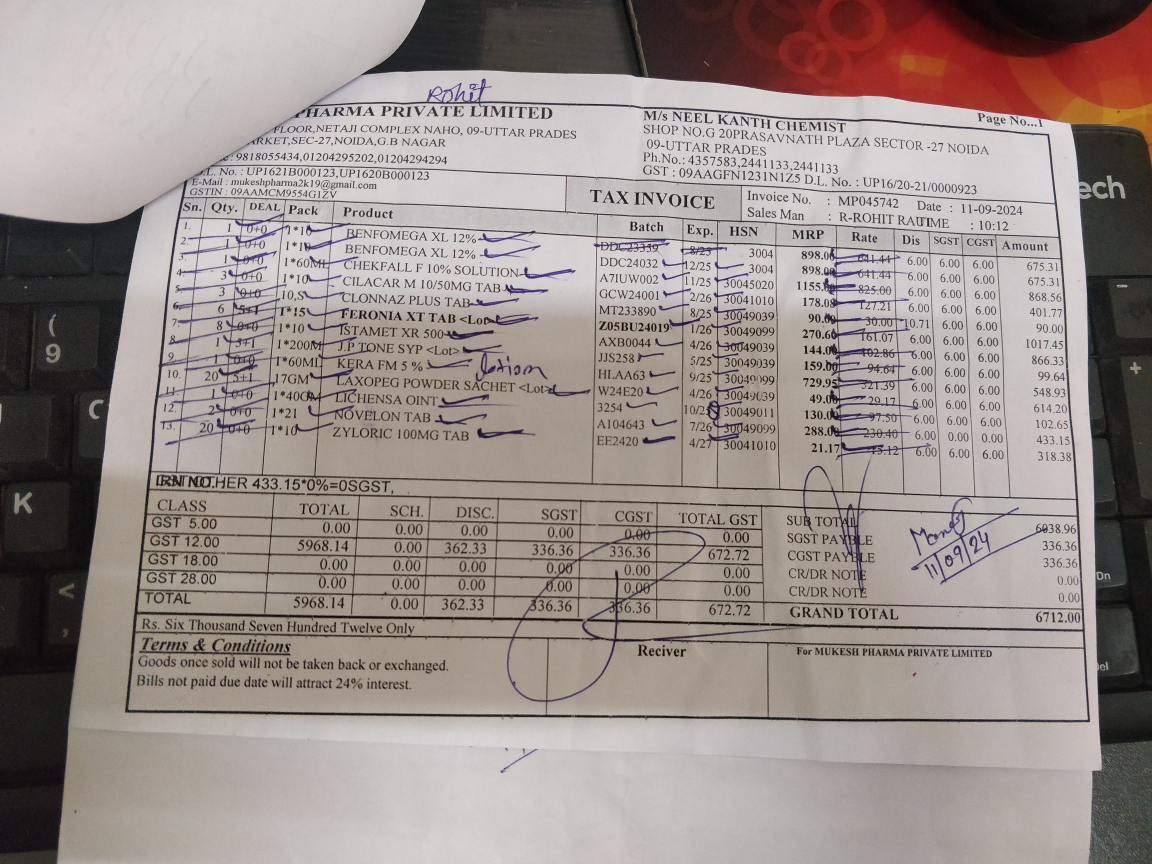 Rohit
PHARMA PRIVATE LIMITED
FLOOR,NETAJI COMPLEX NAHO, 09-UTTAR PRADES
ARKET,SEC-27,NOIDA,G.B NAGAR
: 9818055434,01204295202,01204294294
D.L. No. : UP1621B000123,UP1620B000123
E-Mail : mukeshpharma2k19@gmail.com
GSTIN : 09AAMCM9554G1ZV
M/s NEEL KANTH CHEMIST
Page No...1
SHOP NO.G 20PRASAVNATH PLAZA SECTOR -27 NOIDA
09-UTTAR PRADES
Ph.No.: 4357583,2441133,2441133
GST : 09AAGFN1231N1Z5 D.L. No. : UP16/20-21/0000923
TAX INVOICE
Invoice No. : MP045742 Date : 11-09-2024
Sales Man : R-ROHIT RAUTIME : 10:12
Sn. Qty. DEAL Pack Product Batch Exp. HSN MRP Rate Dis SGST CGST Amount
1. 1 0+0 1*10 BENFOMEGA XL 12% DDC23339 8/25 3004 898.00 641.44 6.00 6.00 6.00 675.31
2. 1 0+0 BENFOMEGA XL 12% DDC24032 12/25 3004 898.00 641.44 6.00 6.00 6.00 675.31
3. 1 0+0 1*60ML CHEKFALL F 10% SOLUTION A7IUW002 11/25 30045020 1155.00 825.00 6.00 6.00 6.00 868.56
4. 3 0+0 1*10 CILACAR M 10/50MG TAB GCW24001 2/26 30041010 178.08 127.21 6.00 6.00 6.00 401.77
5. 3 0+0 10,S CLONNAZ PLUS TAB MT233890 8/25 30049039 90.00 30.00 10.71 6.00 6.00 90.00
6. 6 5+1 1*15 FERONIA XT TAB <Lot> Z05BU24019 1/26 30049099 270.60 161.07 6.00 6.00 6.00 1017.45
7. 8 0+0 1*10 ISTAMET XR 500 AXB0044 8/26 30049039 144.00 102.86 6.00 6.00 6.00 866.33
8. 1 3+1 1*200M J.P TONE SYP <Lot> JJS258 5/25 30049039 159.00 94.64 6.00 6.00 6.00 99.64
9. 1 0+0 1*60ML KERA FM 5 % lotion HLAA63 9/25 30049099 729.95 521.39 6.00 6.00 6.00 548.93
10. 20 5+1 17GM LAXOPEG POWDER SACHET <Lot> W24E20 4/26 30049039 49.00 29.17 6.00 6.00 6.00 614.20
11. 1 0+0 1*40GM LICHENSA OINT 3254 10/25 30049011 130.00 97.50 6.00 6.00 6.00 102.65
12. 2 0+0 1*21 NOVELON TAB A104643 7/26 30049099 288.00 230.40 6.00 0.00 0.00 433.15
13. 20 0+0 1*10 ZYLORIC 100MG TAB EE2420 4/27 30041010 21.17 15.12 6.00 6.00 6.00 318.38
IRN NO.
HER 433.15*0%=0SGST,
CLASS TOTAL SCH. DISC. SGST CGST TOTAL GST
GST 5.00 0.00 0.00 0.00 0.00 0.00 0.00
GST 12.00 5968.14 0.00 362.33 336.36 336.36 672.72
GST 18.00 0.00 0.00 0.00 0.00 0.00 0.00
GST 28.00 0.00 0.00 0.00 0.00 0.00 0.00
TOTAL 5968.14 0.00 362.33 336.36 336.36 672.72
SUB TOTAL 6038.96
SGST PAYBLE 336.36
CGST PAYBLE 336.36
CR/DR NOTE 0.00
CR/DR NOTE 0.00
GRAND TOTAL 6712.00
11/09/24
Rs. Six Thousand Seven Hundred Twelve Only
Terms & Conditions
Goods once sold will not be taken back or exchanged.
Bills not paid due date will attract 24% interest.
Reciver
For MUKESH PHARMA PRIVATE LIMITED
ech